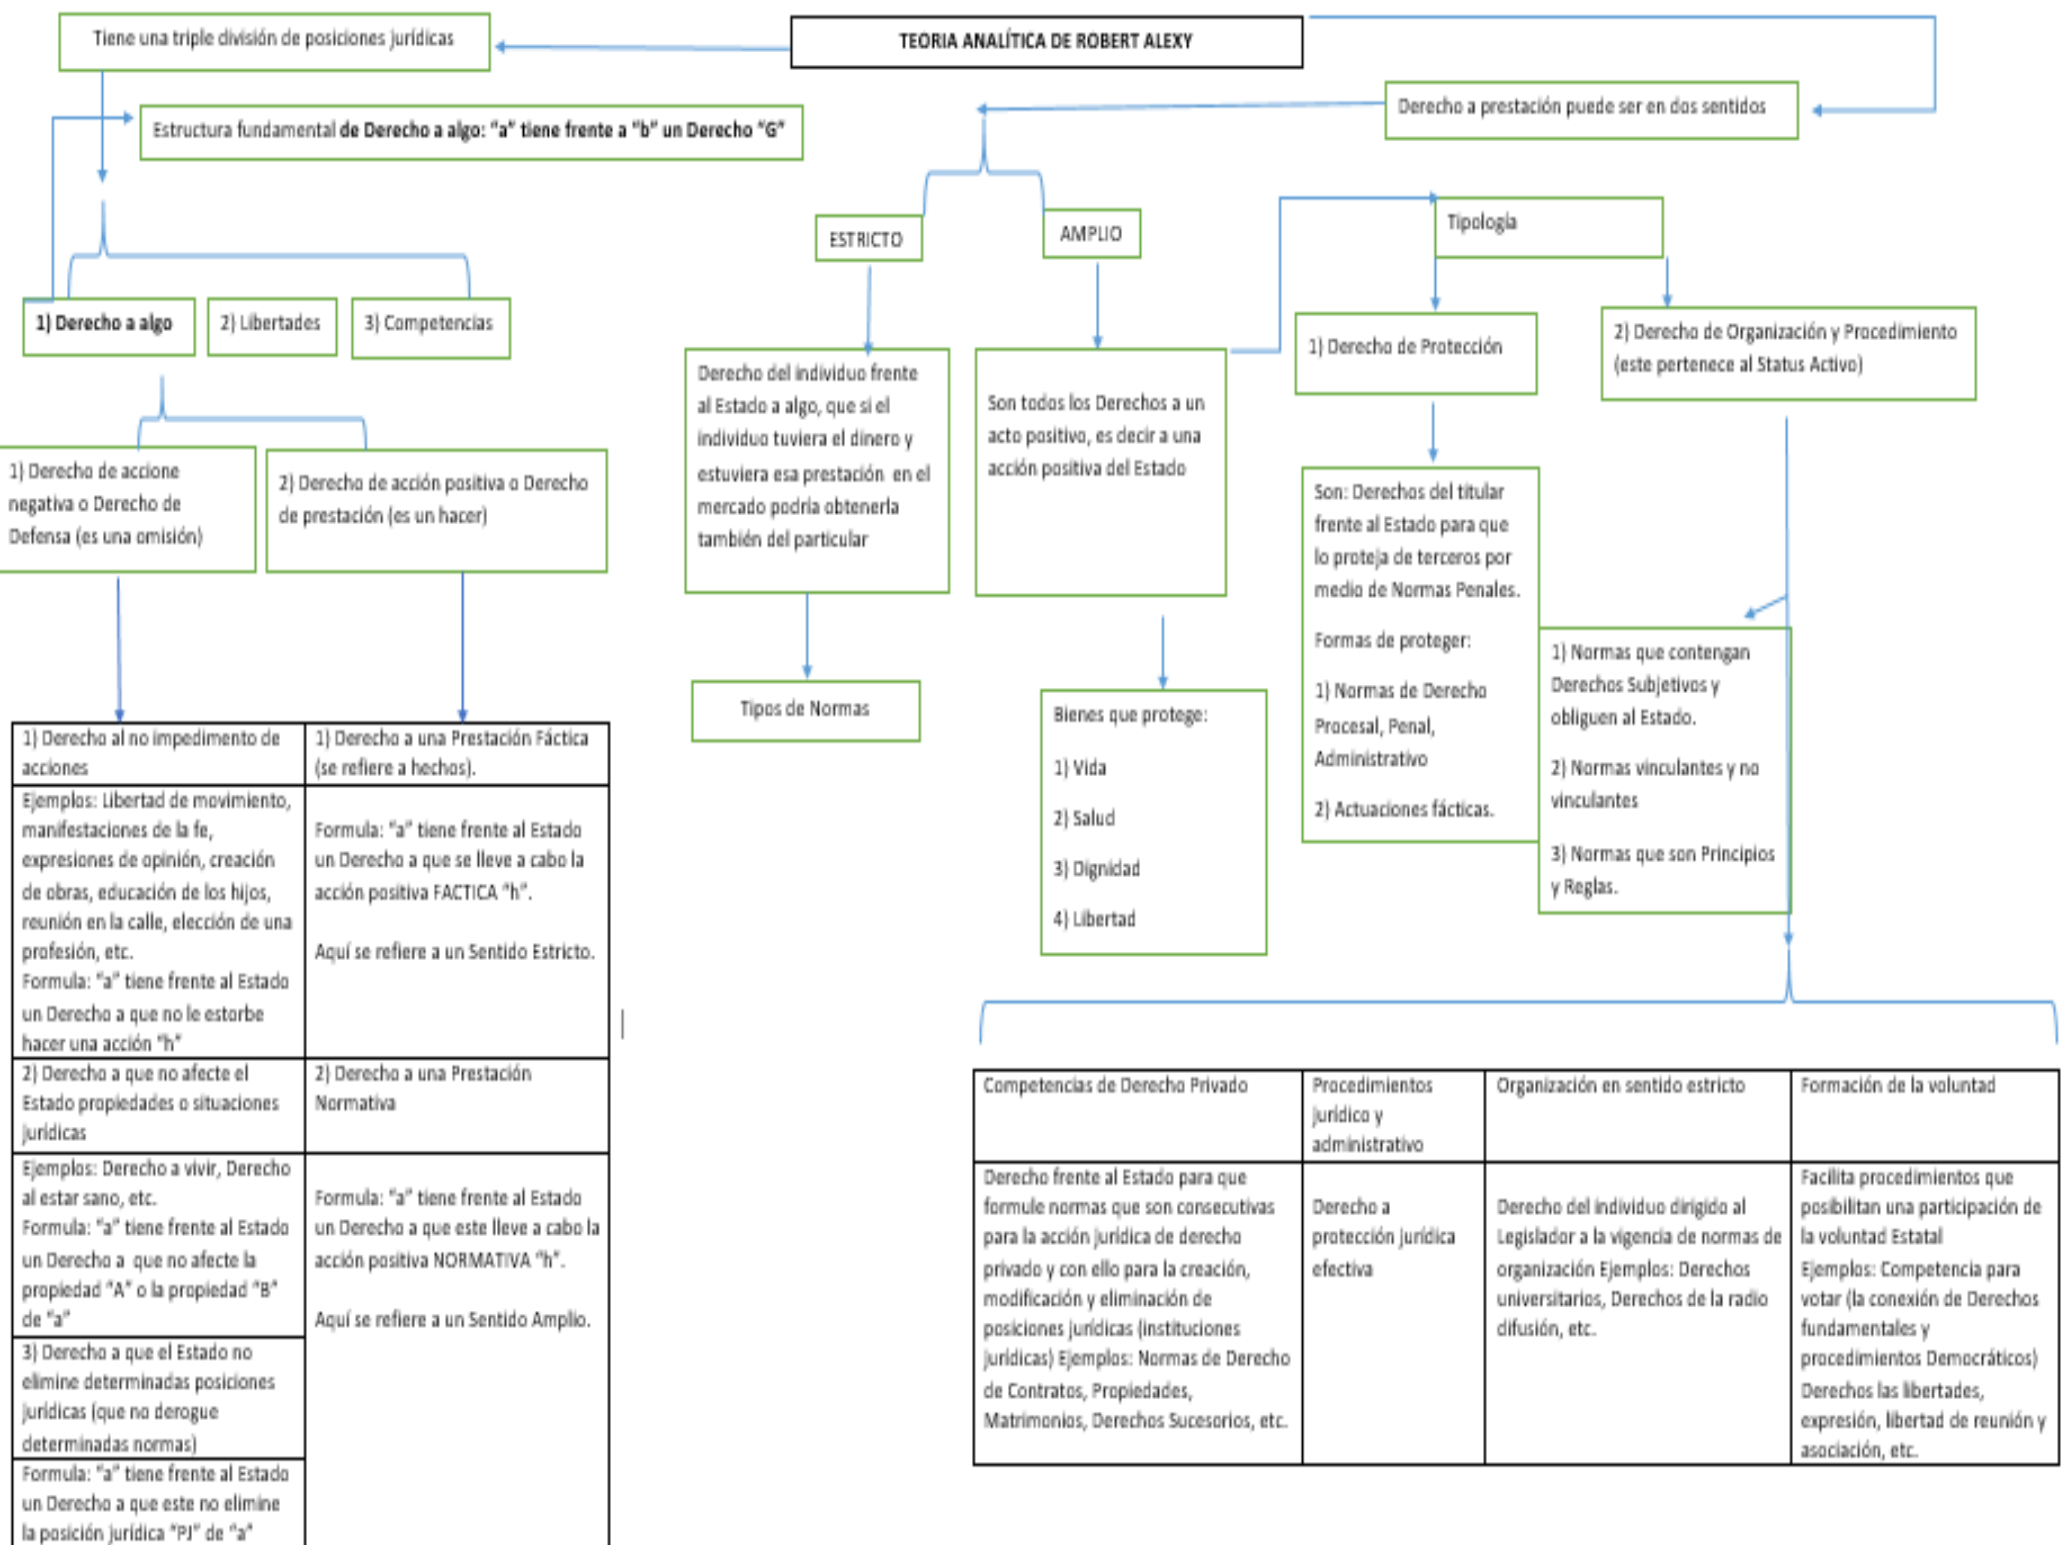 TEORIA ANALÍTICA DE ROBERT ALEXY
Tiene una triple división de posiciones jurídicas
Estructura fundamental de Derecho a algo: “a” tiene frente a “b” un Derecho “G”
1) Derecho a algo
2) Libertades
3) Competencias
1) Derecho de accione
negativa o Derecho de
Defensa (es una omisión)
2) Derecho de acción positiva o Derecho
de prestación (es un hacer)
1) Derecho al no impedimento de
acciones
1) Derecho a una Prestación Fáctica
(se refiere a hechos).
Ejemplos: Libertad de movimiento,
manifestaciones de la fe,
expresiones de opinión, creación
de obras, educación de los hijos,
reunión en la calle, elección de una
profesión, etc.
Formula: “a” tiene frente al Estado
un Derecho a que no le estorbe
hacer una acción “h”
Formula: “a” tiene frente al Estado
un Derecho a que se lleve a cabo la
acción positiva FACTICA “h”.
Aquí se refiere a un Sentido Estricto.
2) Derecho a que no afecte el
Estado propiedades o situaciones
jurídicas
2) Derecho a una Prestación
Normativa
Ejemplos: Derecho a vivir, Derecho
al estar sano, etc.
Formula: “a” tiene frente al Estado
un Derecho a que no afecte la
propiedad “A” o la propiedad “B”
de “a”
Formula: “a” tiene frente al Estado
un Derecho a que este lleve a cabo la
acción positiva NORMATIVA “h”.
Aquí se refiere a un Sentido Amplio.
3) Derecho a que el Estado no
elimine determinadas posiciones
jurídicas (que no derogue
determinadas normas)
Formula: “a” tiene frente al Estado
un Derecho a que este no elimine
la posición jurídica “PJ” de “a”
Derecho a prestación puede ser en dos sentidos
ESTRICTO
AMPLIO
Derecho del individuo frente
al Estado a algo, que si el
individuo tuviera el dinero y
estuviera esa prestación en el
mercado podría obtenerla
también del particular
Tipos de Normas
Son todos los Derechos a un
acto positivo, es decir a una
acción positiva del Estado
Bienes que protege:
1) Vida
2) Salud
3) Dignidad
4) Libertad
Tipología
1) Derecho de Protección
2) Derecho de Organización y Procedimiento
(este pertenece al Status Activo)
Son: Derechos del titular
frente al Estado para que
lo proteja de terceros por
medio de Normas Penales.
Formas de proteger:
1) Normas de Derecho
Procesal, Penal,
Administrativo
2) Actuaciones fácticas.
1) Normas que contengan
Derechos Subjetivos y
obliguen al Estado.
2) Normas vinculantes y no
vinculantes
3) Normas que son Principios
y Reglas.
Competencias de Derecho Privado
Procedimientos
jurídico y
administrativo
Organización en sentido estricto
Formación de la voluntad
Derecho frente al Estado para que
formule normas que son consecutivas
para la acción jurídica de derecho
privado y con ello para la creación,
modificación y eliminación de
posiciones jurídicas (instituciones
jurídicas) Ejemplos: Normas de Derecho
de Contratos, Propiedades,
Matrimonios, Derechos Sucesorios, etc.
Derecho a
protección jurídica
efectiva
Derecho del individuo dirigido al
Legislador a la vigencia de normas de
organización Ejemplos: Derechos
universitarios, Derechos de la radio
difusión, etc.
Facilita procedimientos que
posibilitan una participación de
la voluntad Estatal
Ejemplos: Competencia para
votar (la conexión de Derechos
fundamentales y
procedimientos Democráticos)
Derechos las libertades,
expresión, libertad de reunión y
asociación, etc.